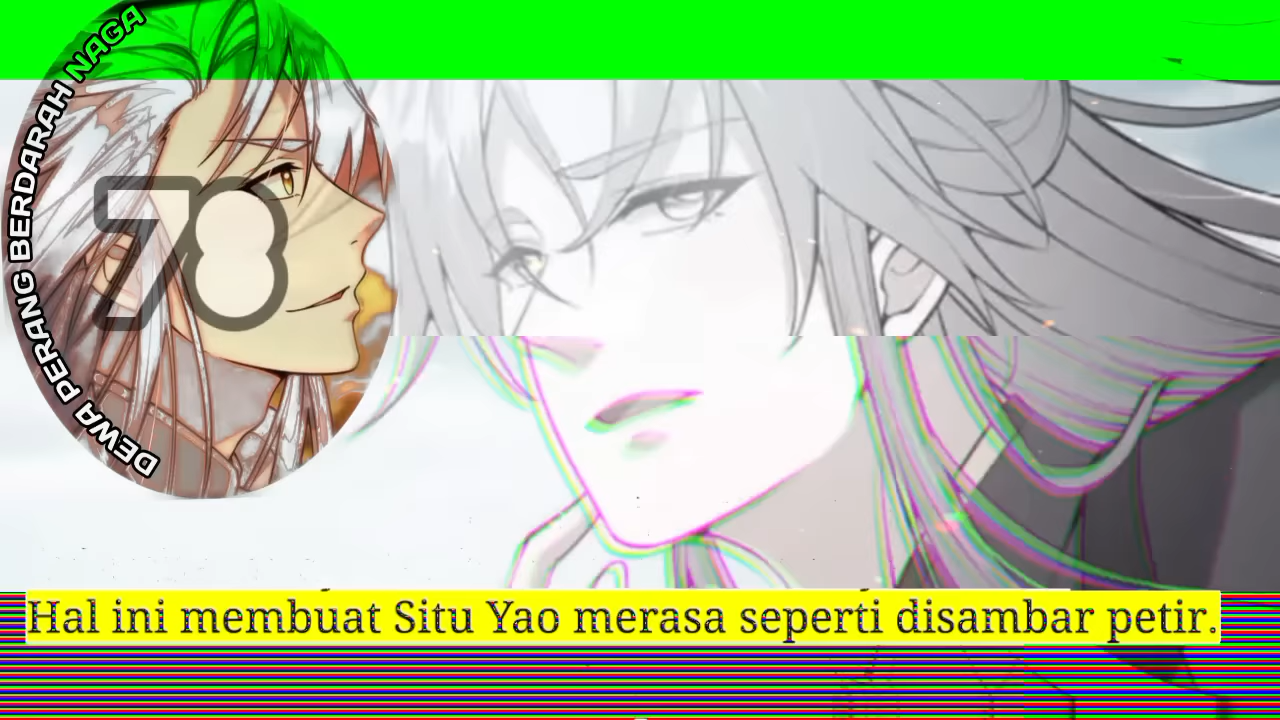 DEWA PERANG BERDARAH NAGA
78
Hal ini membuat Situ Yao merasa seperti disambar petir.